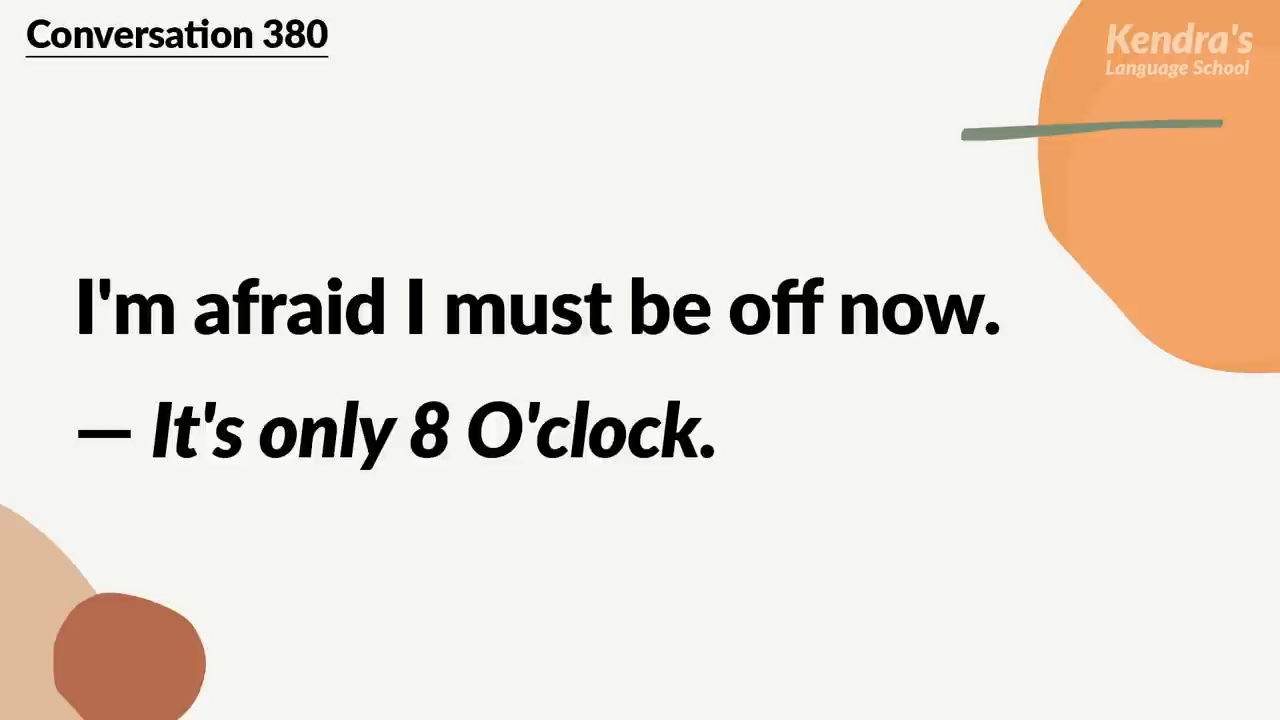 Conversation 380
Kendra's
Language School
I'm afraid I must be off now.
— It's only 8 O'clock.